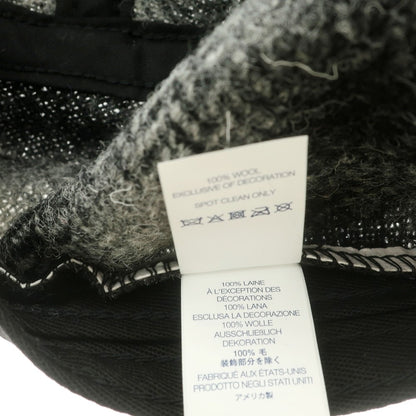 100% WOOL
EXCLUSIVE OF DECORATION
SPOT CLEAN ONLY
100% LAINE
À L'EXCEPTION DES
DÉCORATIONS
100% LANA
ESCLUSA LA DECORAZIONE
100% WOLLE
AUSSCHLIEẞLICH
DEKORATION
100% 毛
装飾部分を除く
FABRIQUÉ AUX ÉTATS-UNIS
PRODOTTO NEGLI STATI UNITI
アメリカ製